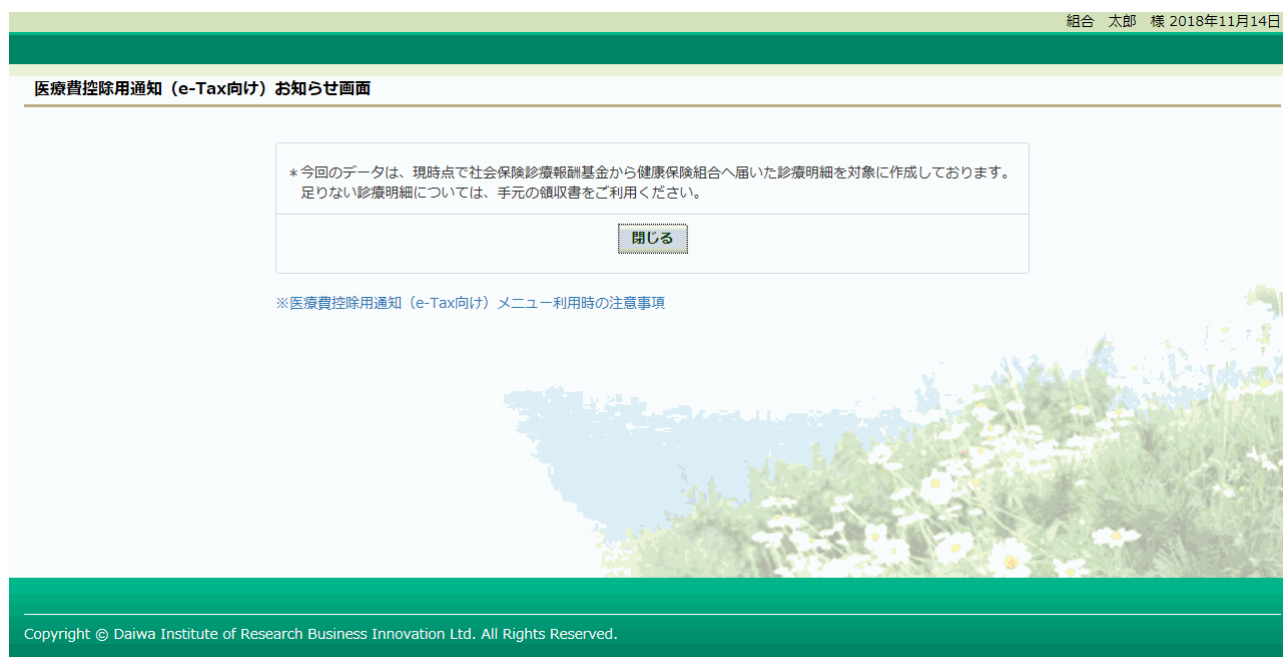 組合 太郎 様 2018年11月14日
医療費控除用通知（e-Tax向け）お知らせ画面
＊今回のデータは、現時点で社会保険診療報酬基金から健康保険組合へ届いた診療明細を対象に作成しております。
足りない診療明細については、手元の領収書をご利用ください。
閉じる
※医療費控除用通知（e-Tax向け）メニュー利用時の注意事項
Copyright © Daiwa Institute of Research Business Innovation Ltd. All Rights Reserved.